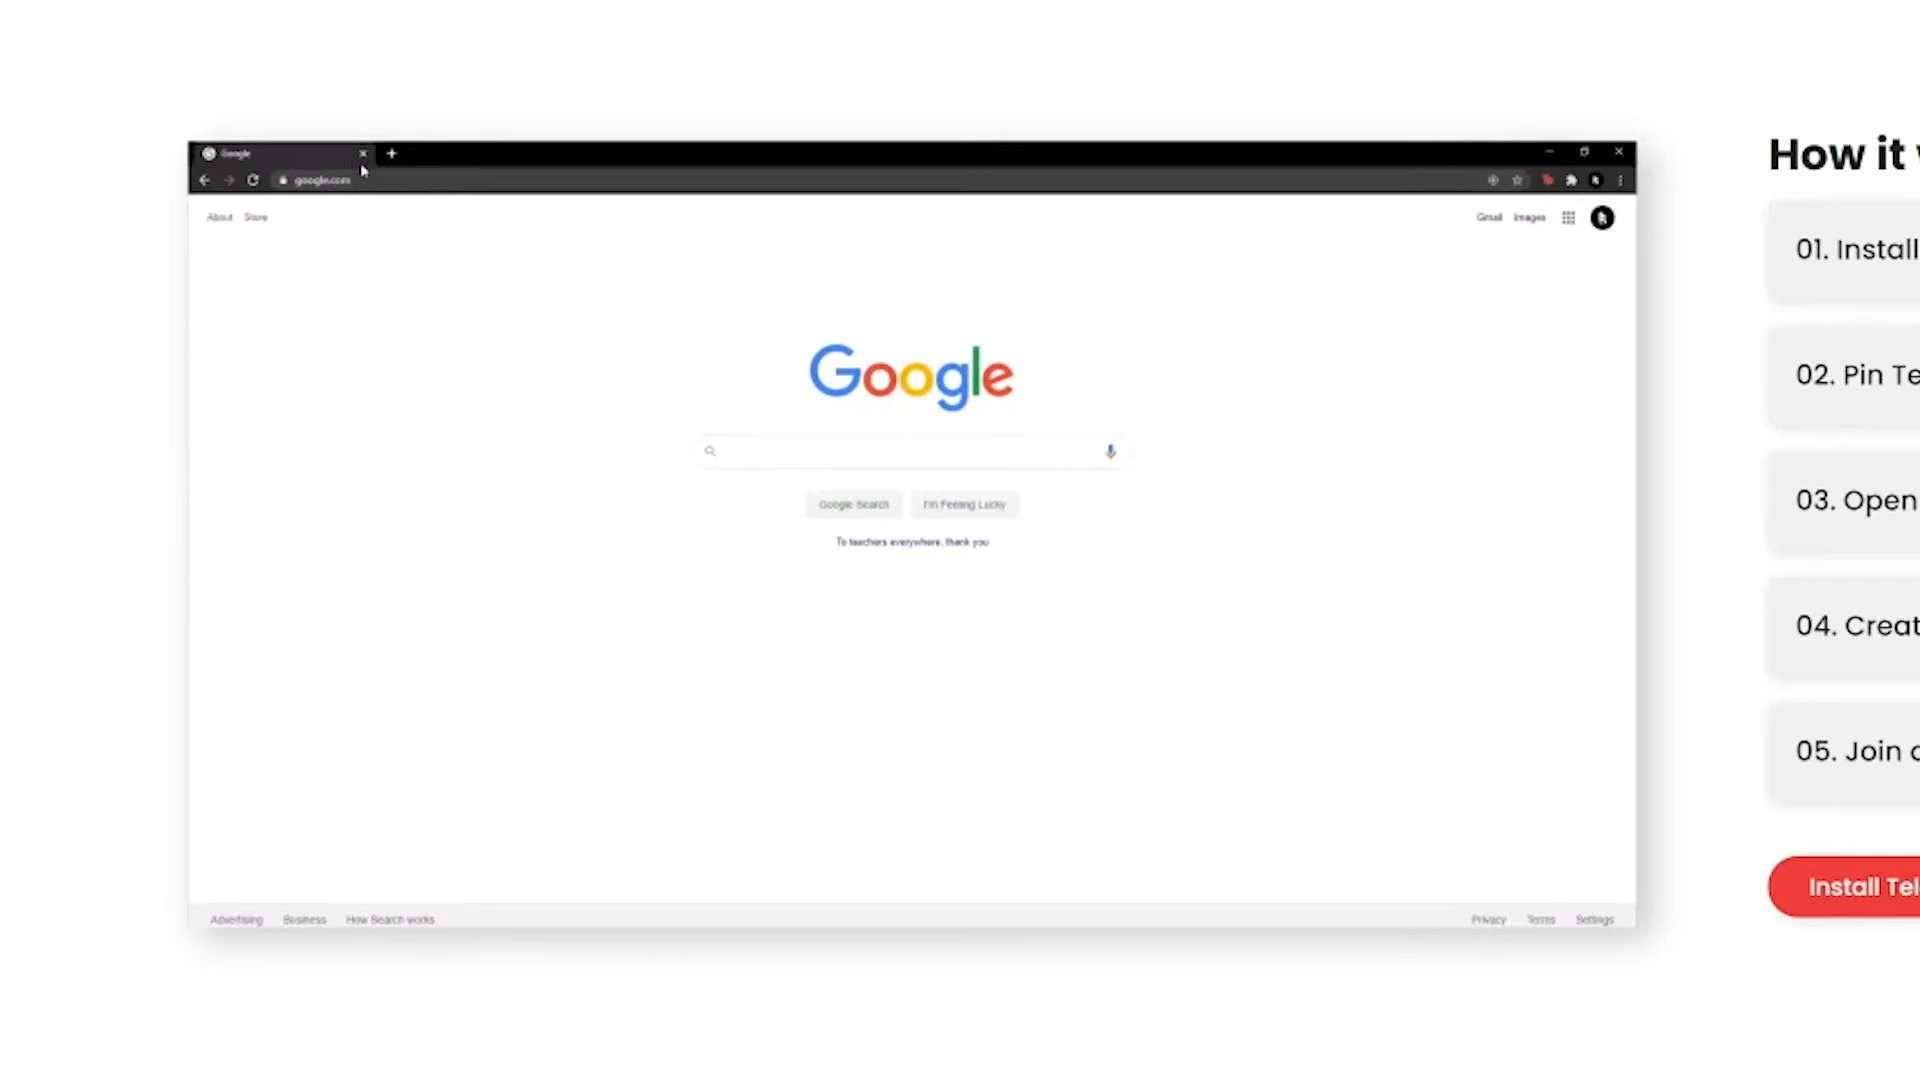 Google
google.com
About Store
Gmail Images
Google
Google Search I'm Feeling Lucky
To teachers everywhere, thank you
Advertising Business How Search works
Privacy Terms Settings
How it
01. Install
02. Pin Te
03. Open
04. Creat
05. Join
Install Tel